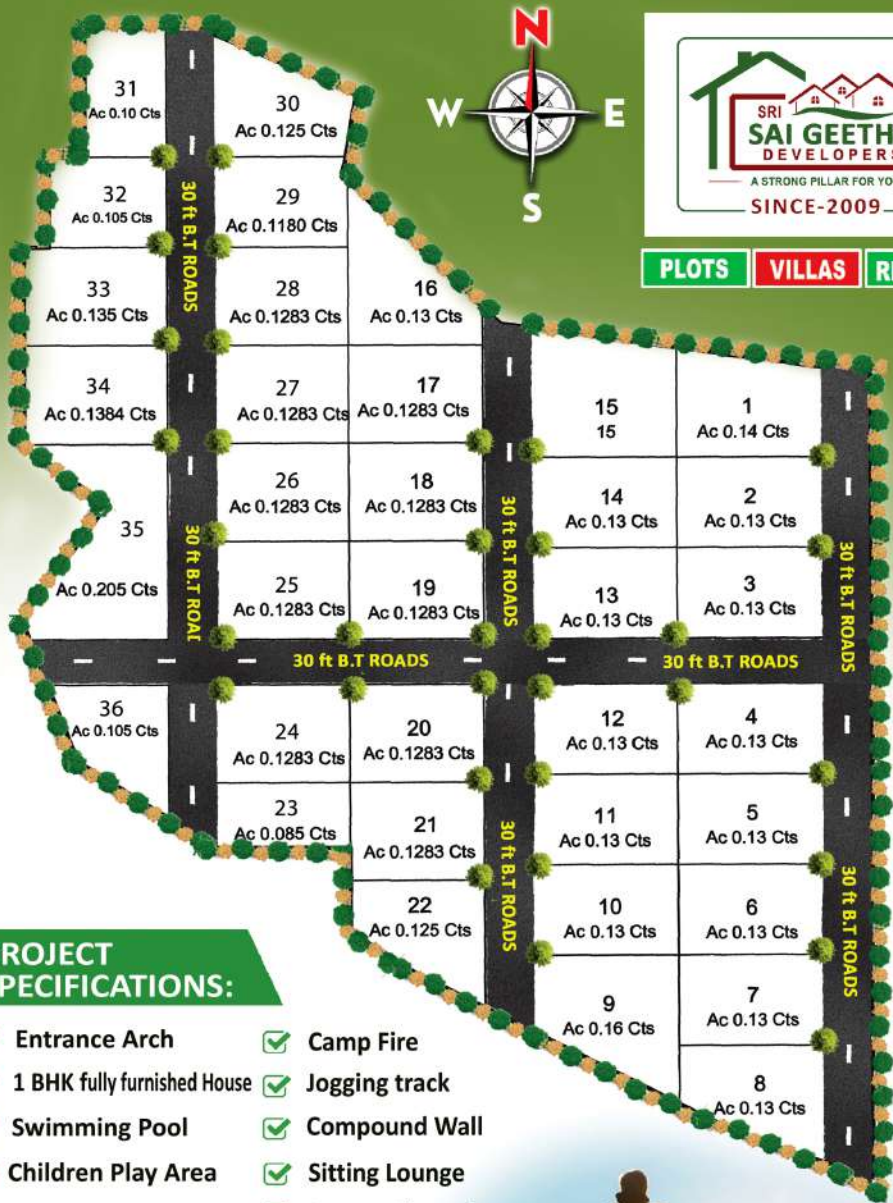 N
W
E
S
SRI
SAI GEETH
DEVELOPERS
A STRONG PILLAR FOR YO
SINCE-2009
PLOTS
VILLAS
31
Ac 0.10 Cts
30
Ac 0.125 Cts
32
Ac 0.105 Cts
29
Ac 0.1180 Cts
30 ft B.T ROADS
33
Ac 0.135 Cts
28
Ac 0.1283 Cts
16
Ac 0.13 Cts
34
Ac 0.1384 Cts
27
Ac 0.1283 Cts
17
Ac 0.1283 Cts
15
15
1
Ac 0.14 Cts
26
Ac 0.1283 Cts
18
Ac 0.1283 Cts
14
Ac 0.13 Cts
2
Ac 0.13 Cts
35
Ac 0.205 Cts
30 ft B.T ROAI
25
Ac 0.1283 Cts
19
Ac 0.1283 Cts
30 ft B.T ROADS
13
Ac 0.13 Cts
3
Ac 0.13 Cts
30 ft B.T ROADS
30 ft B.T ROADS
30 ft B.T ROADS
36
Ac 0.105 Cts
24
Ac 0.1283 Cts
20
Ac 0.1283 Cts
12
Ac 0.13 Cts
4
Ac 0.13 Cts
23
Ac 0.085 Cts
21
Ac 0.1283 Cts
30 ft B.T ROADS
11
Ac 0.13 Cts
5
Ac 0.13 Cts
22
Ac 0.125 Cts
10
Ac 0.13 Cts
6
Ac 0.13 Cts
30 ft B.T ROADS
9
Ac 0.16 Cts
7
Ac 0.13 Cts
8
Ac 0.13 Cts
ROJECT
PECIFICATIONS:
Entrance Arch
Camp Fire
1 BHK fully furnished House
Jogging track
Swimming Pool
Compound Wall
Children Play Area
Sitting Lounge